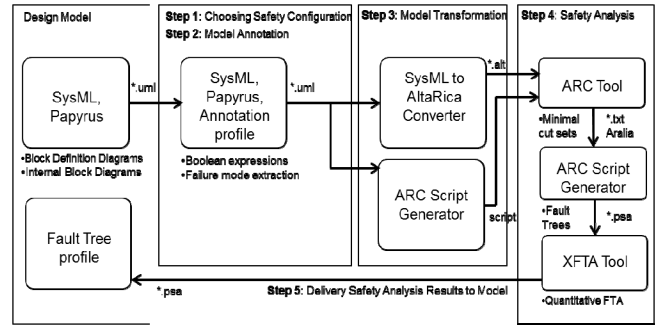 Design Model
SysML,
Papyrus
•Block Definition Diagrams
•Internal Block Diagrams
Fault Tree
profile
*.uml
Step 1: Choosing Safety Configuration
Step 2: Model Annotation
SysML,
Papyrus,
Annotation
profile
•Boolean expressions
•Failure mode extraction
*.uml
Step 3: Model Transformation
SysML to
AltaRica
Converter
ARC Script
Generator
*.alt
script
Step 4: Safety Analysis
ARC Tool
•Minimal
cut sets
*.txt
Aralia
ARC Script
Generator
•Fault
Trees
*.psa
XFTA Tool
•Quantitative FTA
Step 5: Delivery Safety Analysis Results to Model
*.psa